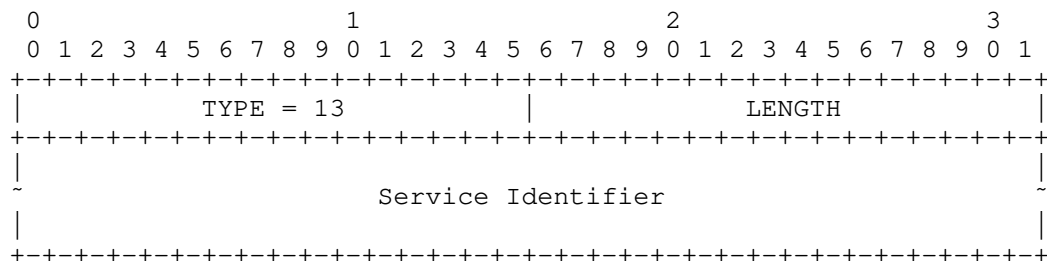 0                   1                   2                   3
 0 1 2 3 4 5 6 7 8 9 0 1 2 3 4 5 6 7 8 9 0 1 2 3 4 5 6 7 8 9 0 1
+-+-+-+-+-+-+-+-+-+-+-+-+-+-+-+-+-+-+-+-+-+-+-+-+-+-+-+-+-+-+-+-+
|           TYPE = 13           |             LENGTH            |
+-+-+-+-+-+-+-+-+-+-+-+-+-+-+-+-+-+-+-+-+-+-+-+-+-+-+-+-+-+-+-+-+
|                                                               |
~                      Service Identifier                       ~
|                                                               |
+-+-+-+-+-+-+-+-+-+-+-+-+-+-+-+-+-+-+-+-+-+-+-+-+-+-+-+-+-+-+-+-+